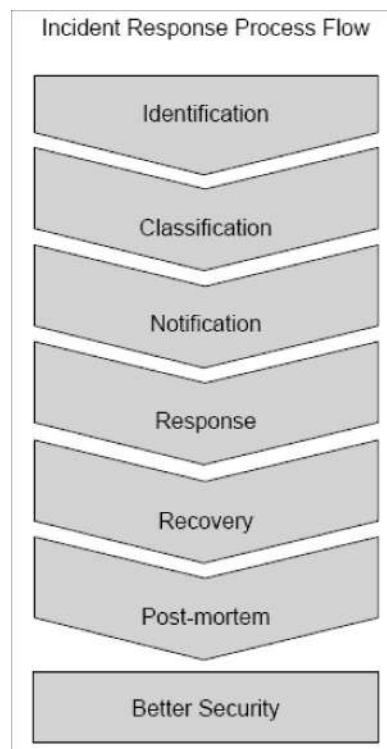 Incident Response Process Flow
Identification
Classification
Notification
Response
Recovery
Post-mortem
Better Security